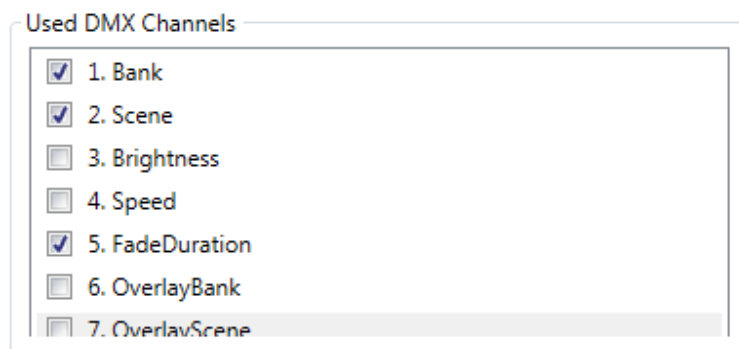 Used DMX Channels
1. Bank
2. Scene
3. Brightness
4. Speed
5. FadeDuration
6. OverlayBank
7. OverlayScene